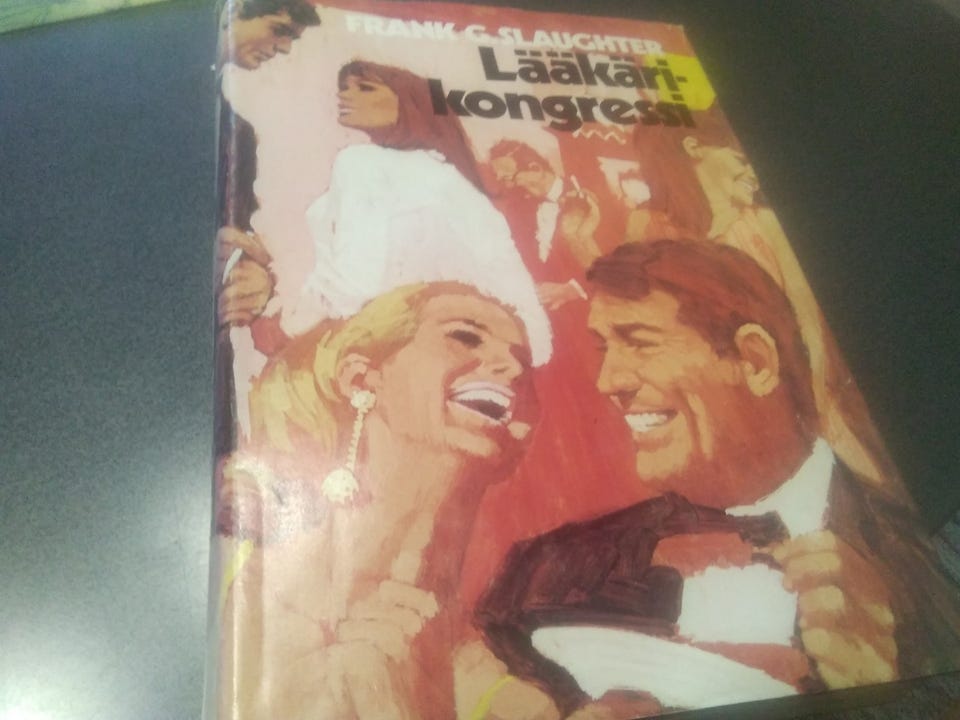 FRANK G. SLAUGHTER
Lääkäri-
kongressi